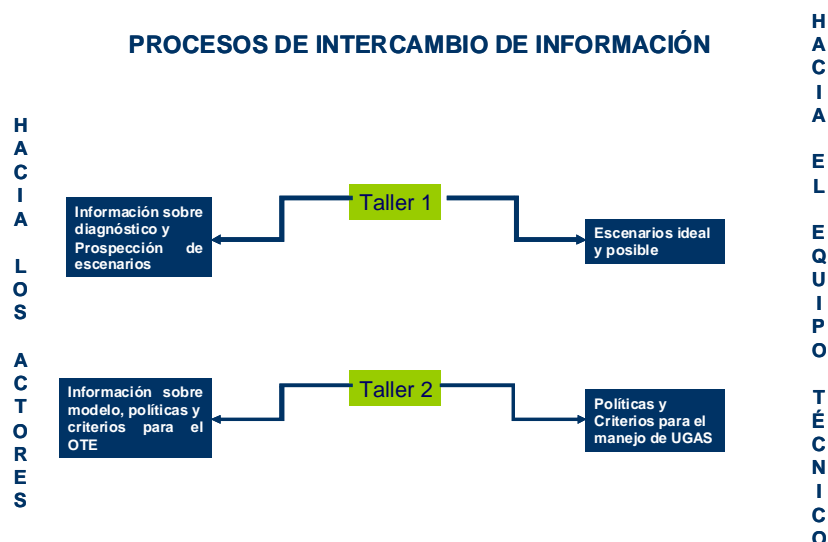 PROCESOS DE INTERCAMBIO DE INFORMACIÓN
HACIA LOS ACTORES
Taller 1
Información sobre
diagnóstico y
Prospección de
escenarios
Escenarios ideal
y posible
Taller 2
Información sobre
modelo, políticas y
criterios para el
OTE
Políticas y
Criterios para el
manejo de UGAS
HACIA EL EQUIPO TÉCNICO